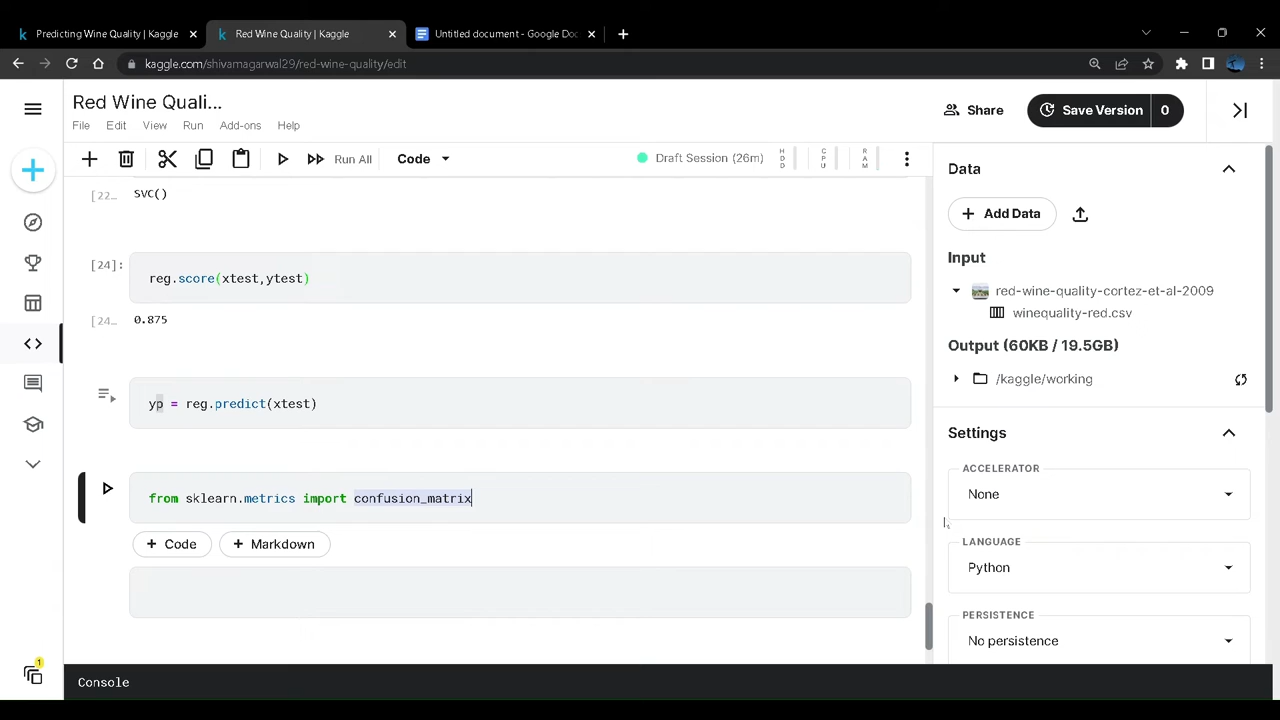 Predicting Wine Quality | Kaggle
Red Wine Quality | Kaggle
Untitled document - Google Doc
kaggle.com/shivamagarwal29/red-wine-quality/edit
Red Wine Quali...
File Edit View Run Add-ons Help
Share
Save Version 0
Run All
Code
Draft Session (26m)
HDD
CPU
RAM
[22...
SVC()
[24]:
reg.score(xtest,ytest)
[24...
0.875
yp = reg.predict(xtest)
from sklearn.metrics import confusion_matrix
+ Code
+ Markdown
Console
1
Data
+ Add Data
Input
red-wine-quality-cortez-et-al-2009
winequality-red.csv
Output (60KB / 19.5GB)
/kaggle/working
Settings
ACCELERATOR
None
LANGUAGE
Python
PERSISTENCE
No persistence